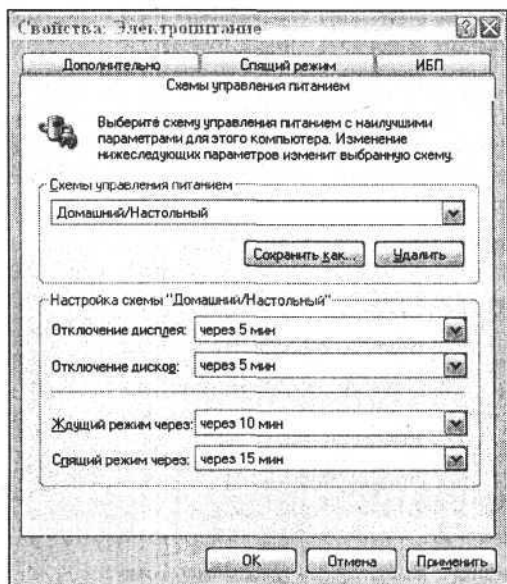 Свойства: Электропитание
Дополнительно Спящий режим ИБП
Схемы управления питанием
Выберите схему управления питанием с наилучшими
параметрами для этого компьютера. Изменение
нижеследующих параметров изменит выбранную схему.
Схемы управления питанием
Домашний/Настольный
Сохранить как... Удалить
Настройка схемы "Домашний/Настольный"
Отключение дисплея: через 5 мин
Отключение дисков: через 5 мин
Ждущий режим через: через 10 мин
Спящий режим через: через 15 мин
OK Отмена Применить